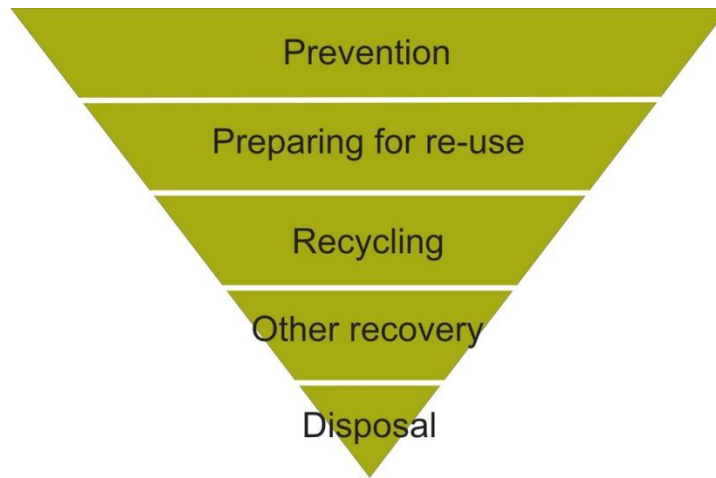 Prevention
Preparing for re-use
Recycling
Other recovery
Disposal